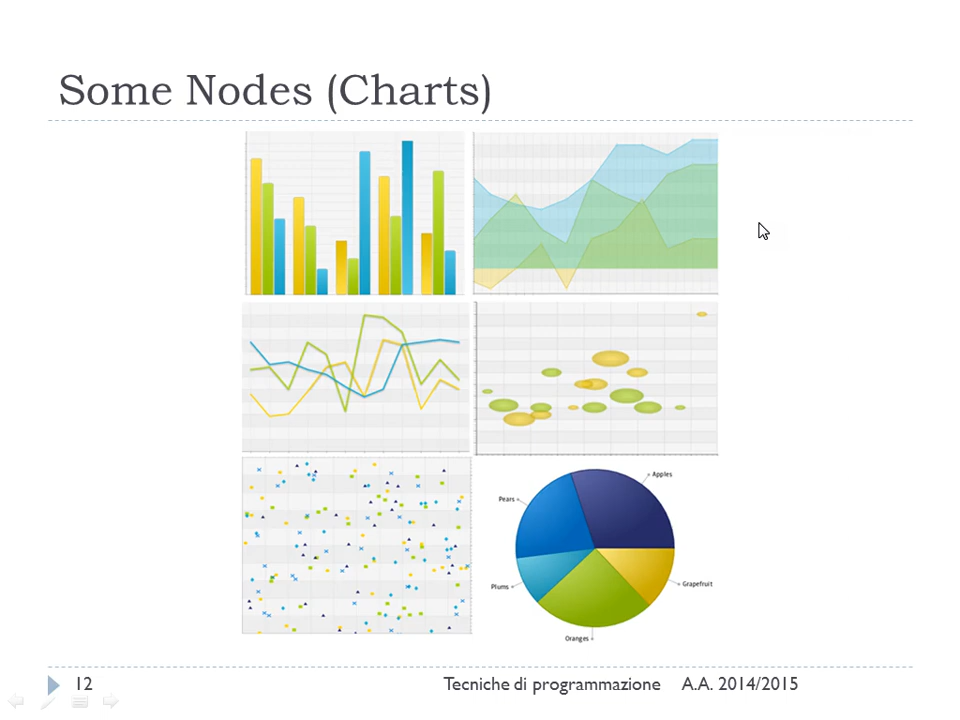 Some Nodes (Charts)
Apples
Pears
Plums
Grapefruit
Oranges
12
Tecniche di programmazione A.A. 2014/2015